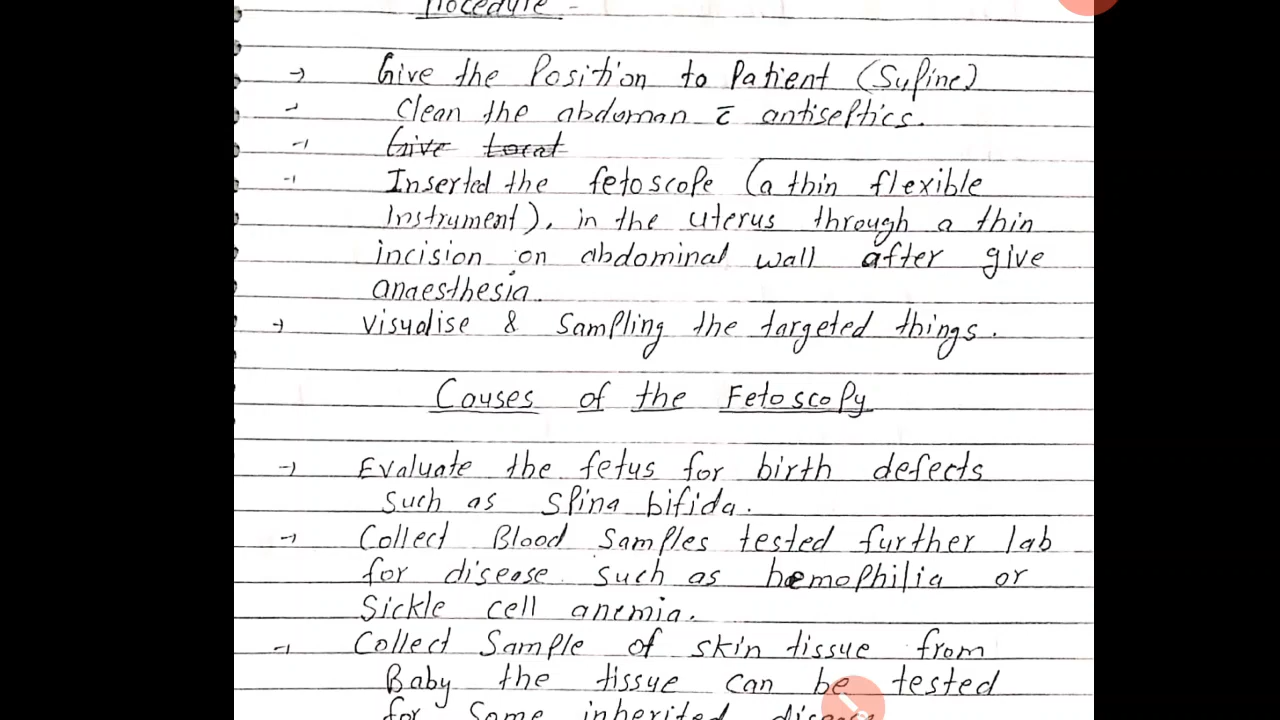 Procedure -
→ Give the Position to Patient (Supine)
→ Clean the abdoman c̄ antiseptics.
→ Give Local
→ Inserted the fetoscope (a thin flexible
Instrument), in the uterus through a thin
incision on abdominal wall after give
anaesthesia.
→ Visualise & Sampling the targeted things.
Causes of the Fetoscopy
→ Evaluate the fetus for birth defects
Such as Spina bifida.
→ Collect Blood Samples tested further lab
for disease such as hemophilia or
Sickle cell anemia.
→ Collect Sample of skin tissue from
Baby the tissue can be tested
for Some inherited disease